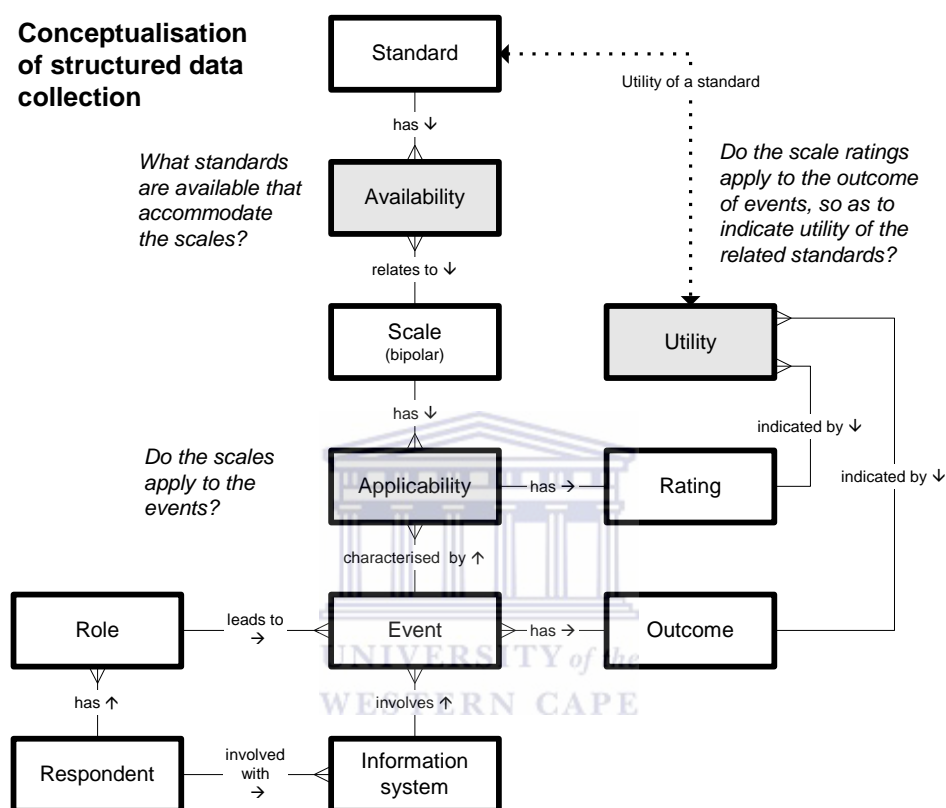 Conceptualisation
of structured data
collection
Standard
Utility of a standard
has ↓
What standards
are available that
accommodate
the scales?
Availability
Do the scale ratings
apply to the outcome
of events, so as to
indicate utility of the
related standards?
relates to ↓
Scale
(bipolar)
Utility
has ↓
indicated by ↓
indicated by ↓
Do the scales
apply to the
events?
Applicability
has →
Rating
characterised by ↑
Role
leads to
→
Event
has →
Outcome
UNIVERSITY of the
WESTERN CAPE
has ↑
involves ↑
Respondent
involved
with
→
Information
system